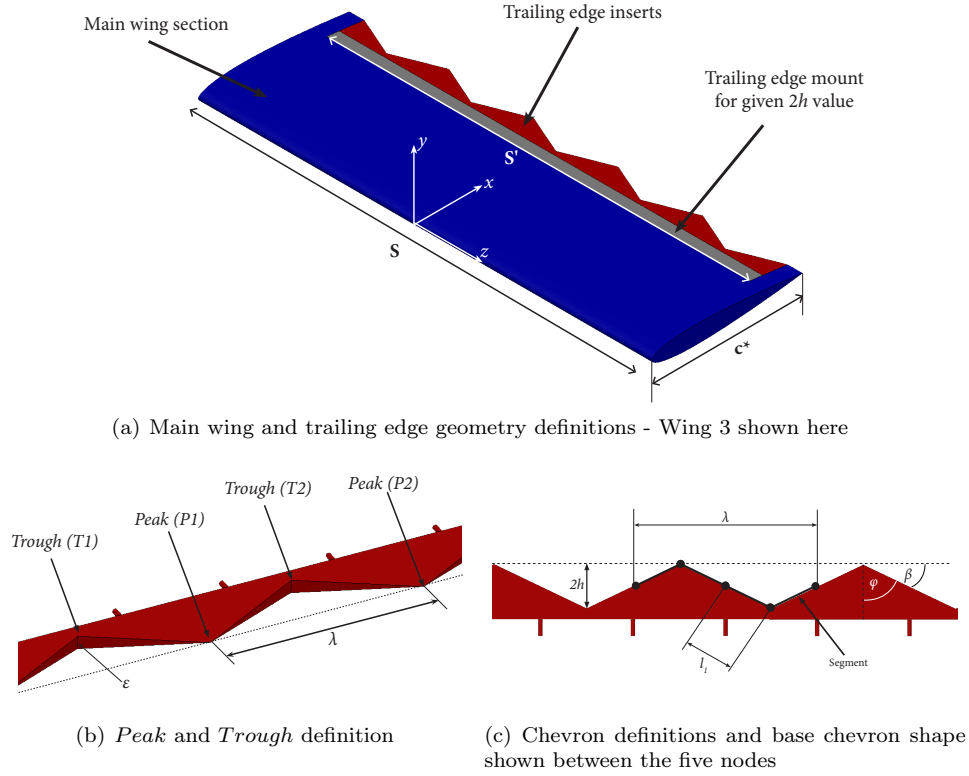 Trailing edge inserts
Main wing section
Trailing edge mount
for given 2h value
S'
y
x
z
S
c*
(a) Main wing and trailing edge geometry definitions - Wing 3 shown here
Peak (P2)
Trough (T2)
Peak (P1)
Trough (T1)
λ
ε
λ
2h
φ
β
l₁
Segment
(b) Peak and Trough definition
(c) Chevron definitions and base chevron shape
shown between the five nodes